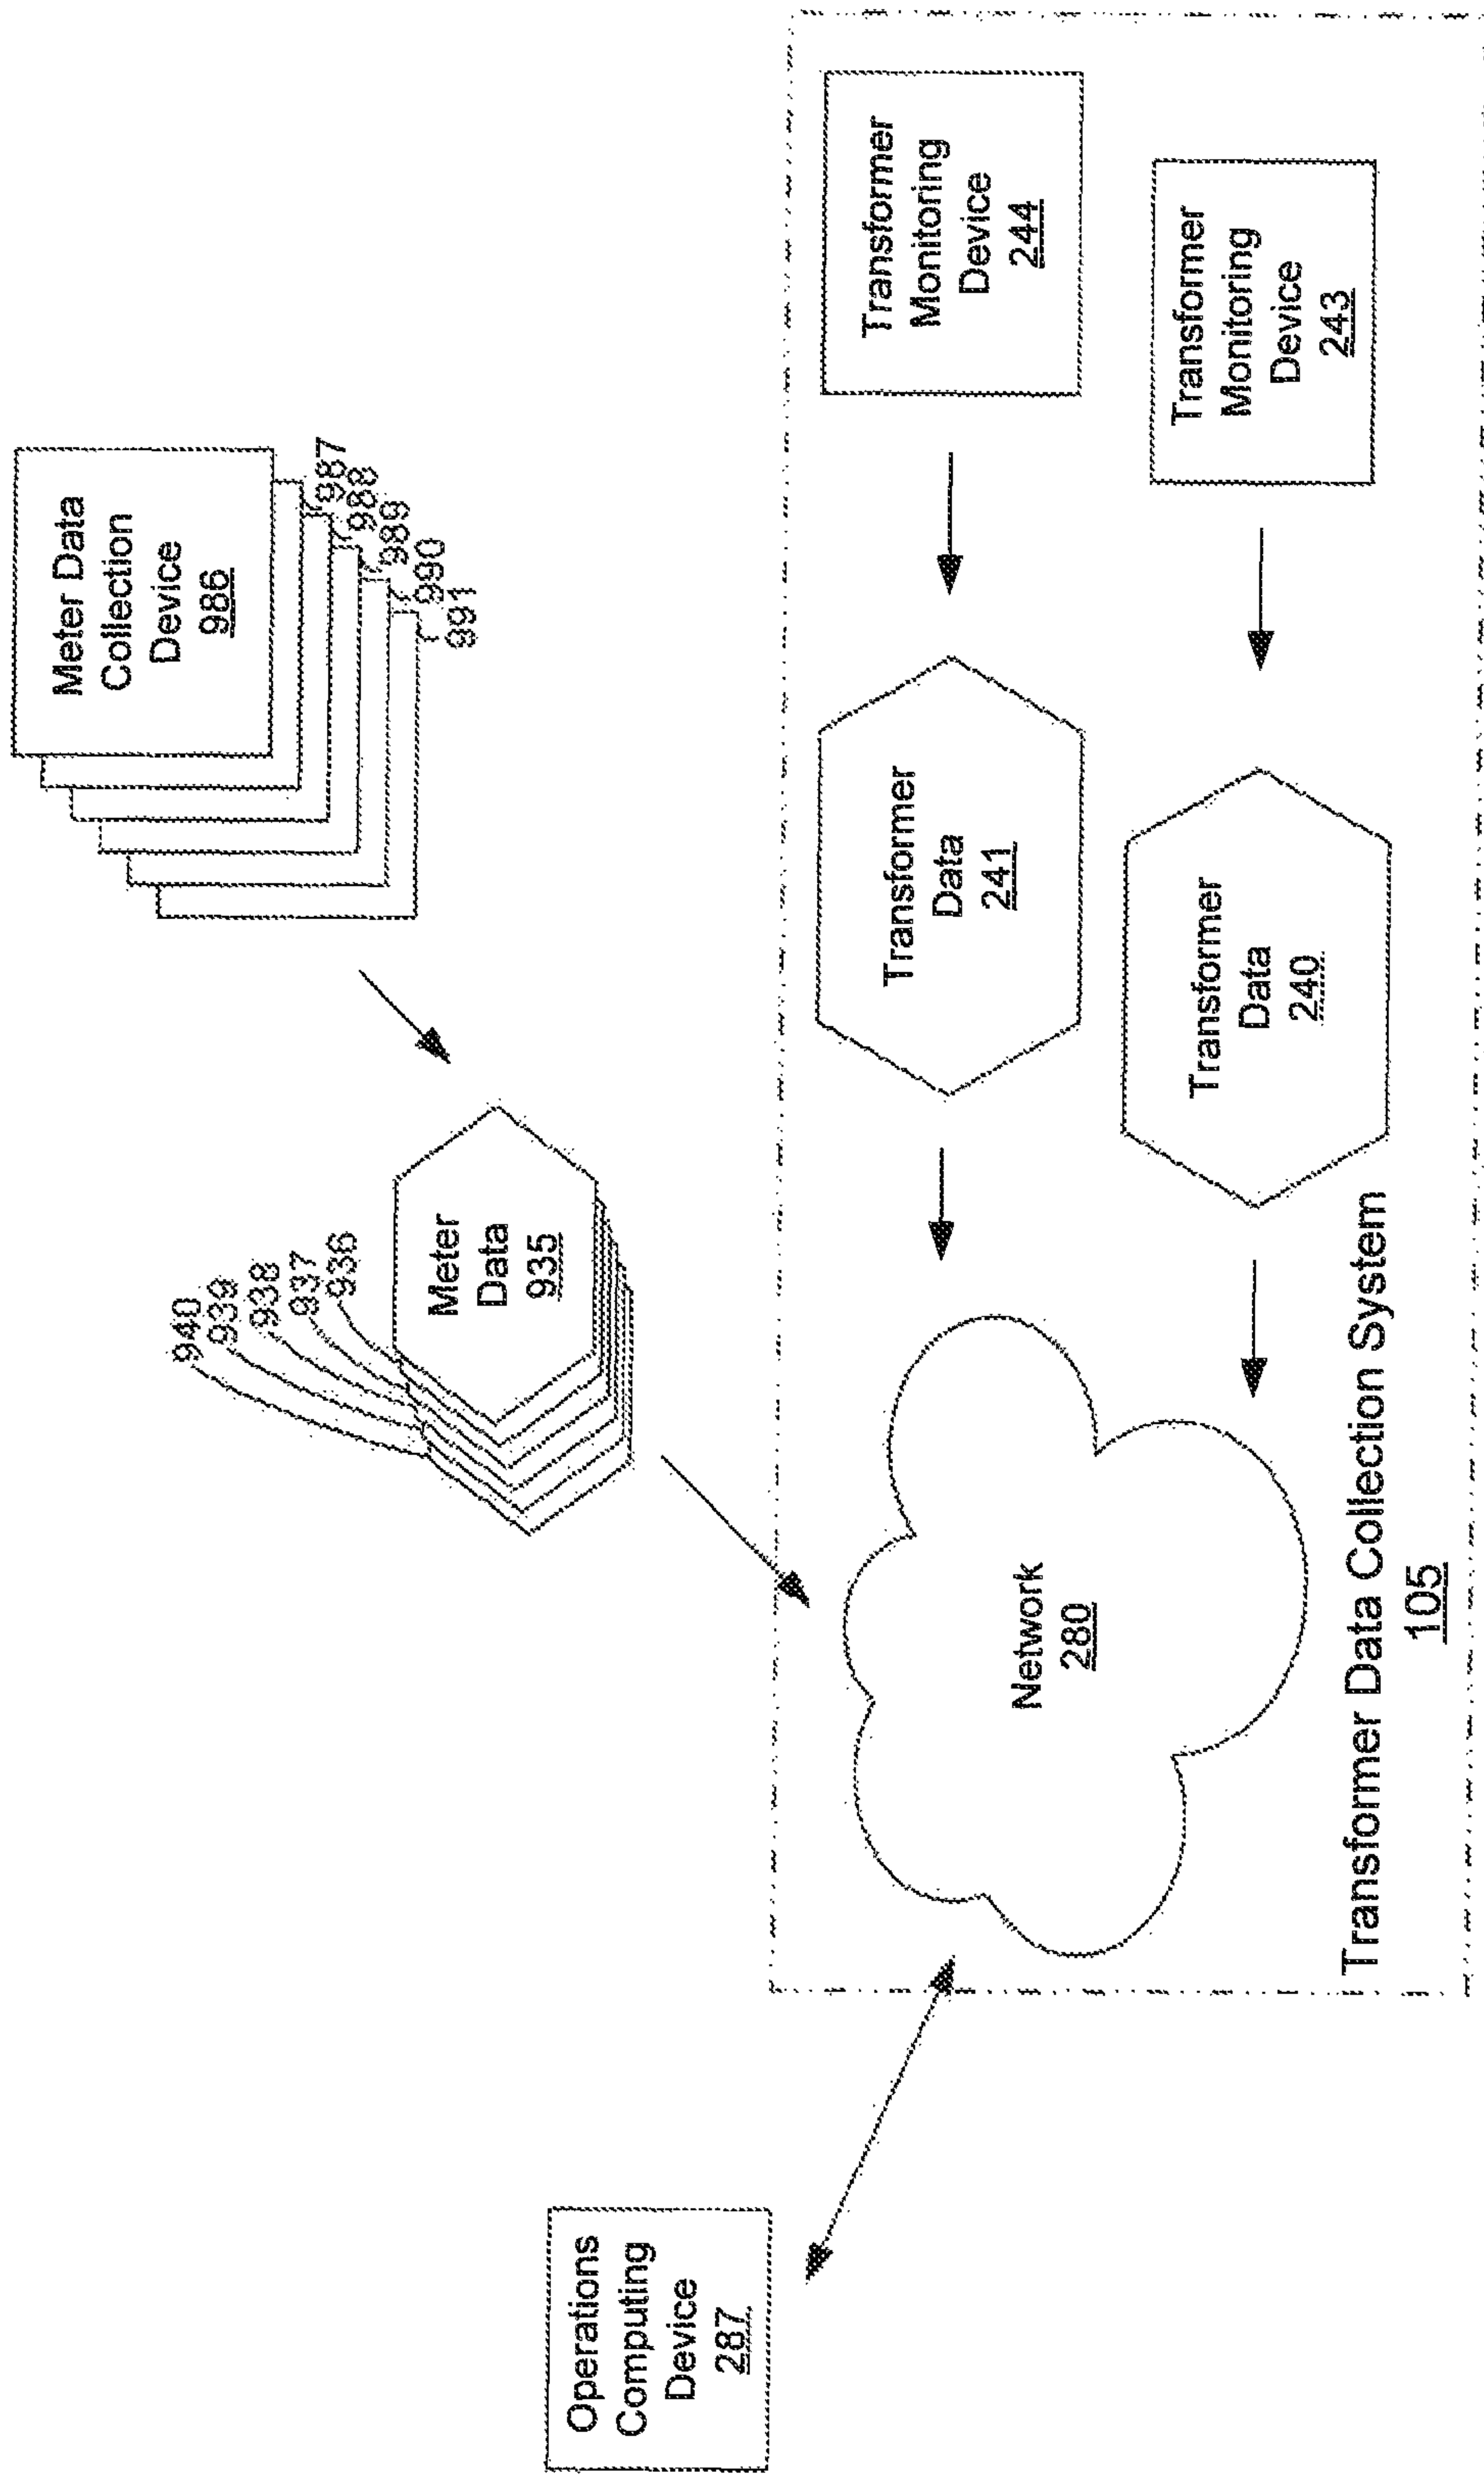 Meter Data
Collection
Device
986
987
988
989
990
991
940
939
938
937
936
Meter
Data
935
Operations
Computing
Device
287
Network
280
Transformer
Data
241
Transformer
Monitoring
Device
244
Transformer
Data
240
Transformer
Monitoring
Device
243
Transformer Data Collection System
105